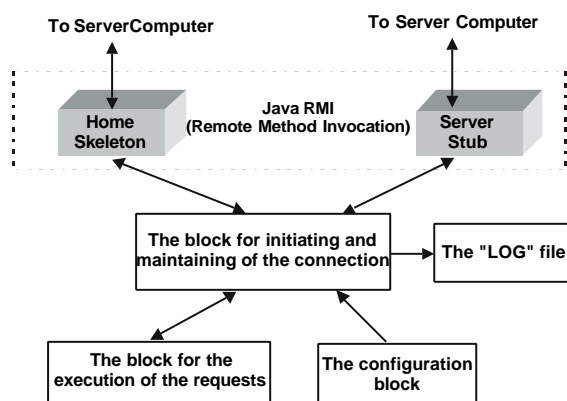 To ServerComputer
To Server Computer
Java RMI
(Remote Method Invocation)
Home
Skeleton
Server
Stub
The block for initiating and
maintaining of the connection
The "LOG" file
The block for the
execution of the requests
The configuration
block